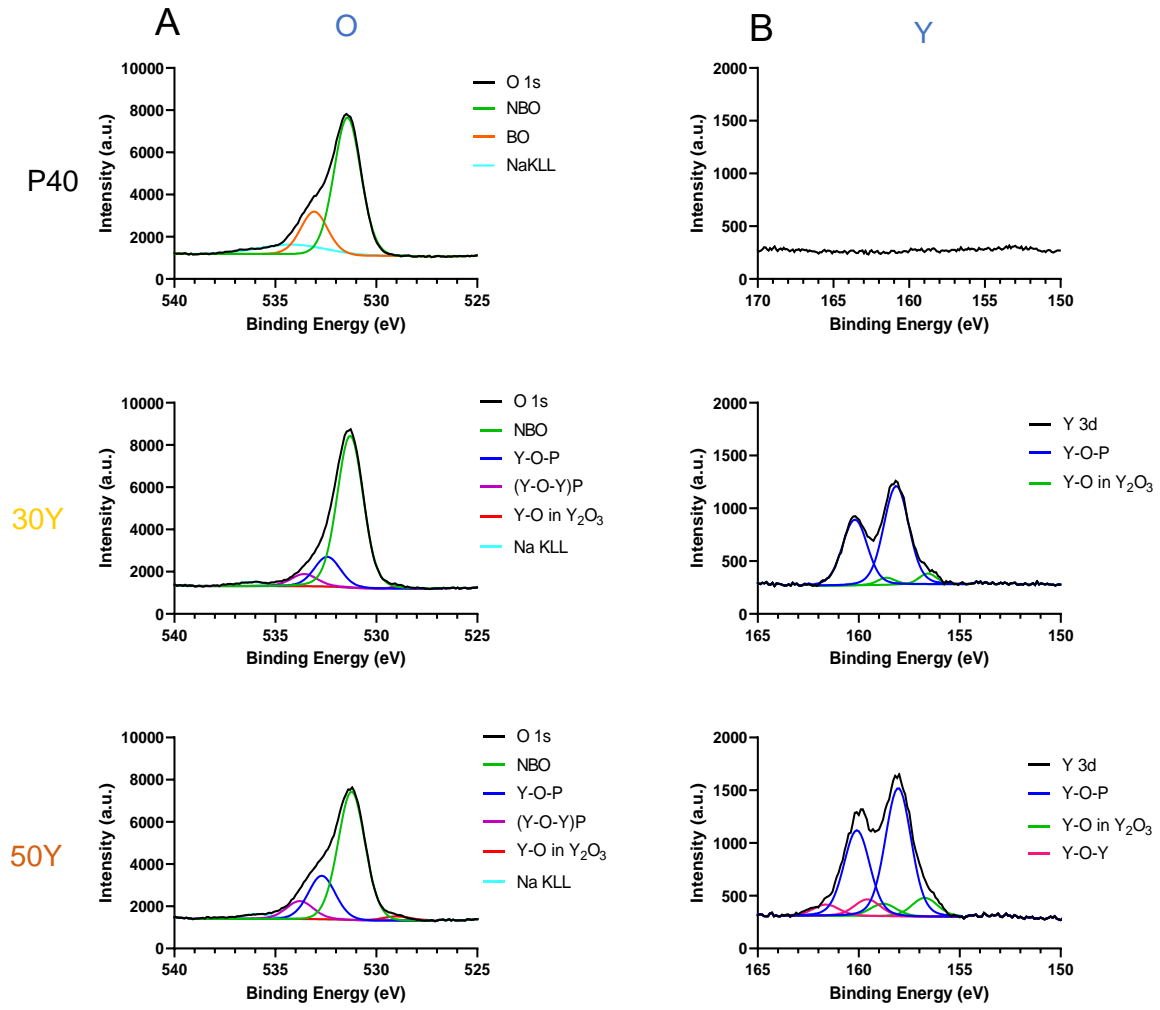 A
O
B
Y
P40
10000
8000
6000
4000
2000
0
540
535
530
525
Intensity (a.u.)
Binding Energy (eV)
O 1s
NBO
BO
NaKLL
2000
1500
1000
500
0
170
165
160
155
150
Intensity (a.u.)
Binding Energy (eV)
30Y
10000
8000
6000
4000
2000
0
540
535
530
525
Intensity (a.u.)
Binding Energy (eV)
O 1s
NBO
Y-O-P
(Y-O-Y)P
Y-O in Y₂O₃
Na KLL
2000
1500
1000
500
0
165
160
155
150
Intensity (a.u.)
Binding Energy (eV)
Y 3d
Y-O-P
Y-O in Y₂O₃
50Y
10000
8000
6000
4000
2000
0
540
535
530
525
Intensity (a.u.)
Binding Energy (eV)
O 1s
NBO
Y-O-P
(Y-O-Y)P
Y-O in Y₂O₃
Na KLL
2000
1500
1000
500
0
165
160
155
150
Intensity (a.u.)
Binding Energy (eV)
Y 3d
Y-O-P
Y-O in Y₂O₃
Y-O-Y